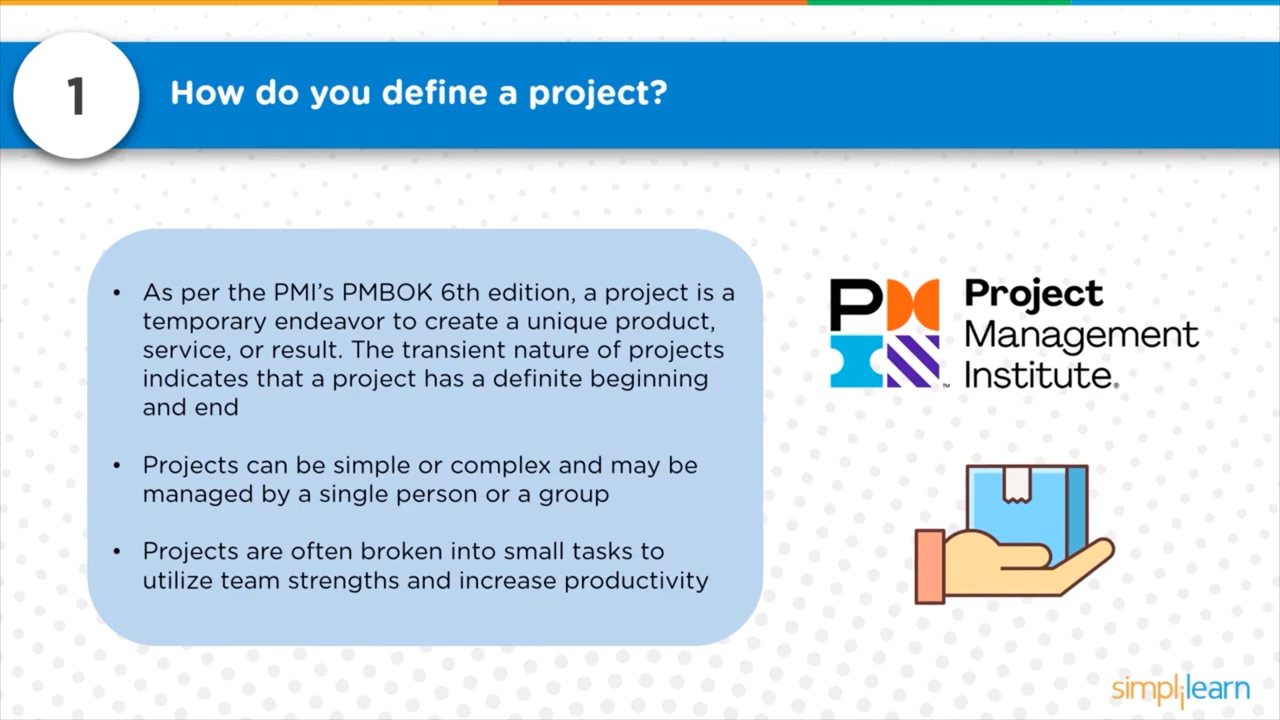 1
How do you define a project?
• As per the PMI's PMBOK 6th edition, a project is a
temporary endeavor to create a unique product,
service, or result. The transient nature of projects
indicates that a project has a definite beginning
and end
• Projects can be simple or complex and may be
managed by a single person or a group
• Projects are often broken into small tasks to
utilize team strengths and increase productivity
PM ™
Project
Management
Institute®
simplilearn